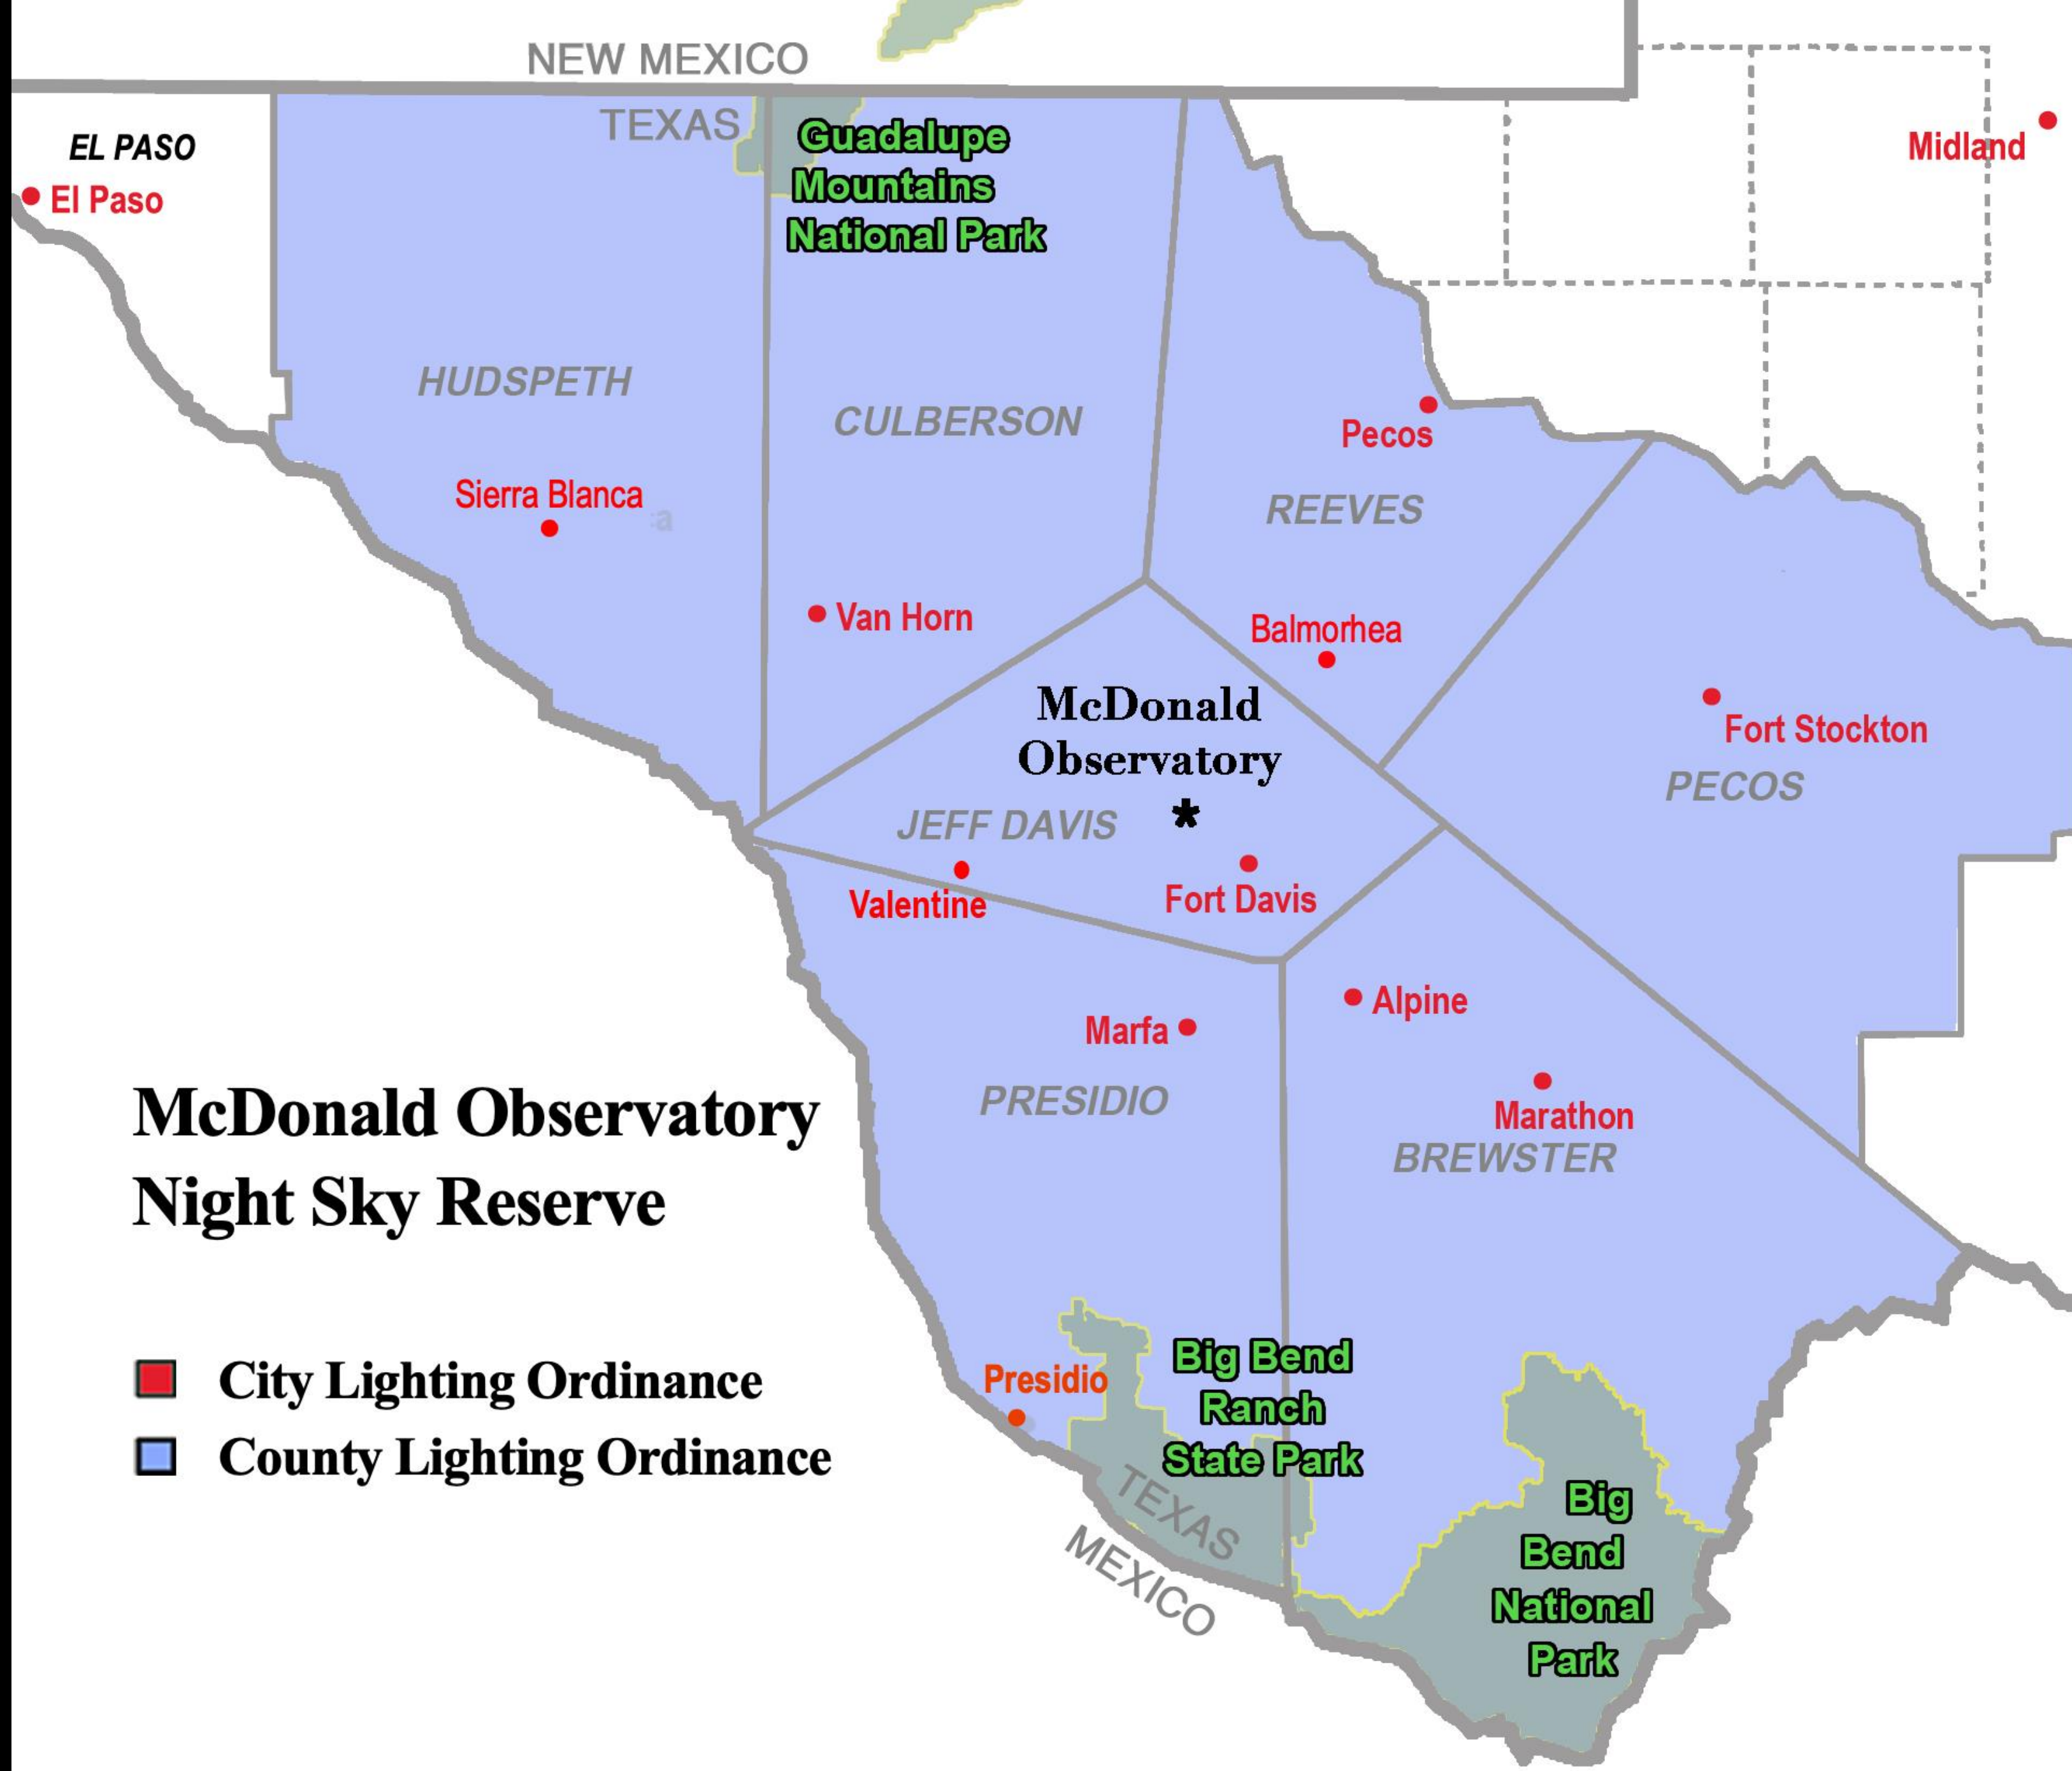 NEW MEXICO
TEXAS
EL PASO
El Paso
Guadalupe
Mountains
National Park
Midland
HUDSPETH
CULBERSON
Pecos
REEVES
Sierra Blanca
a
Van Horn
Balmorhea
McDonald
Observatory
*
Fort Stockton
PECOS
JEFF DAVIS
Valentine
Fort Davis
Alpine
Marfa
PRESIDIO
Marathon
BREWSTER
McDonald Observatory
Night Sky Reserve
City Lighting Ordinance
County Lighting Ordinance
Presidio
Big Bend
Ranch
State Park
TEXAS
MEXICO
Big
Bend
National
Park